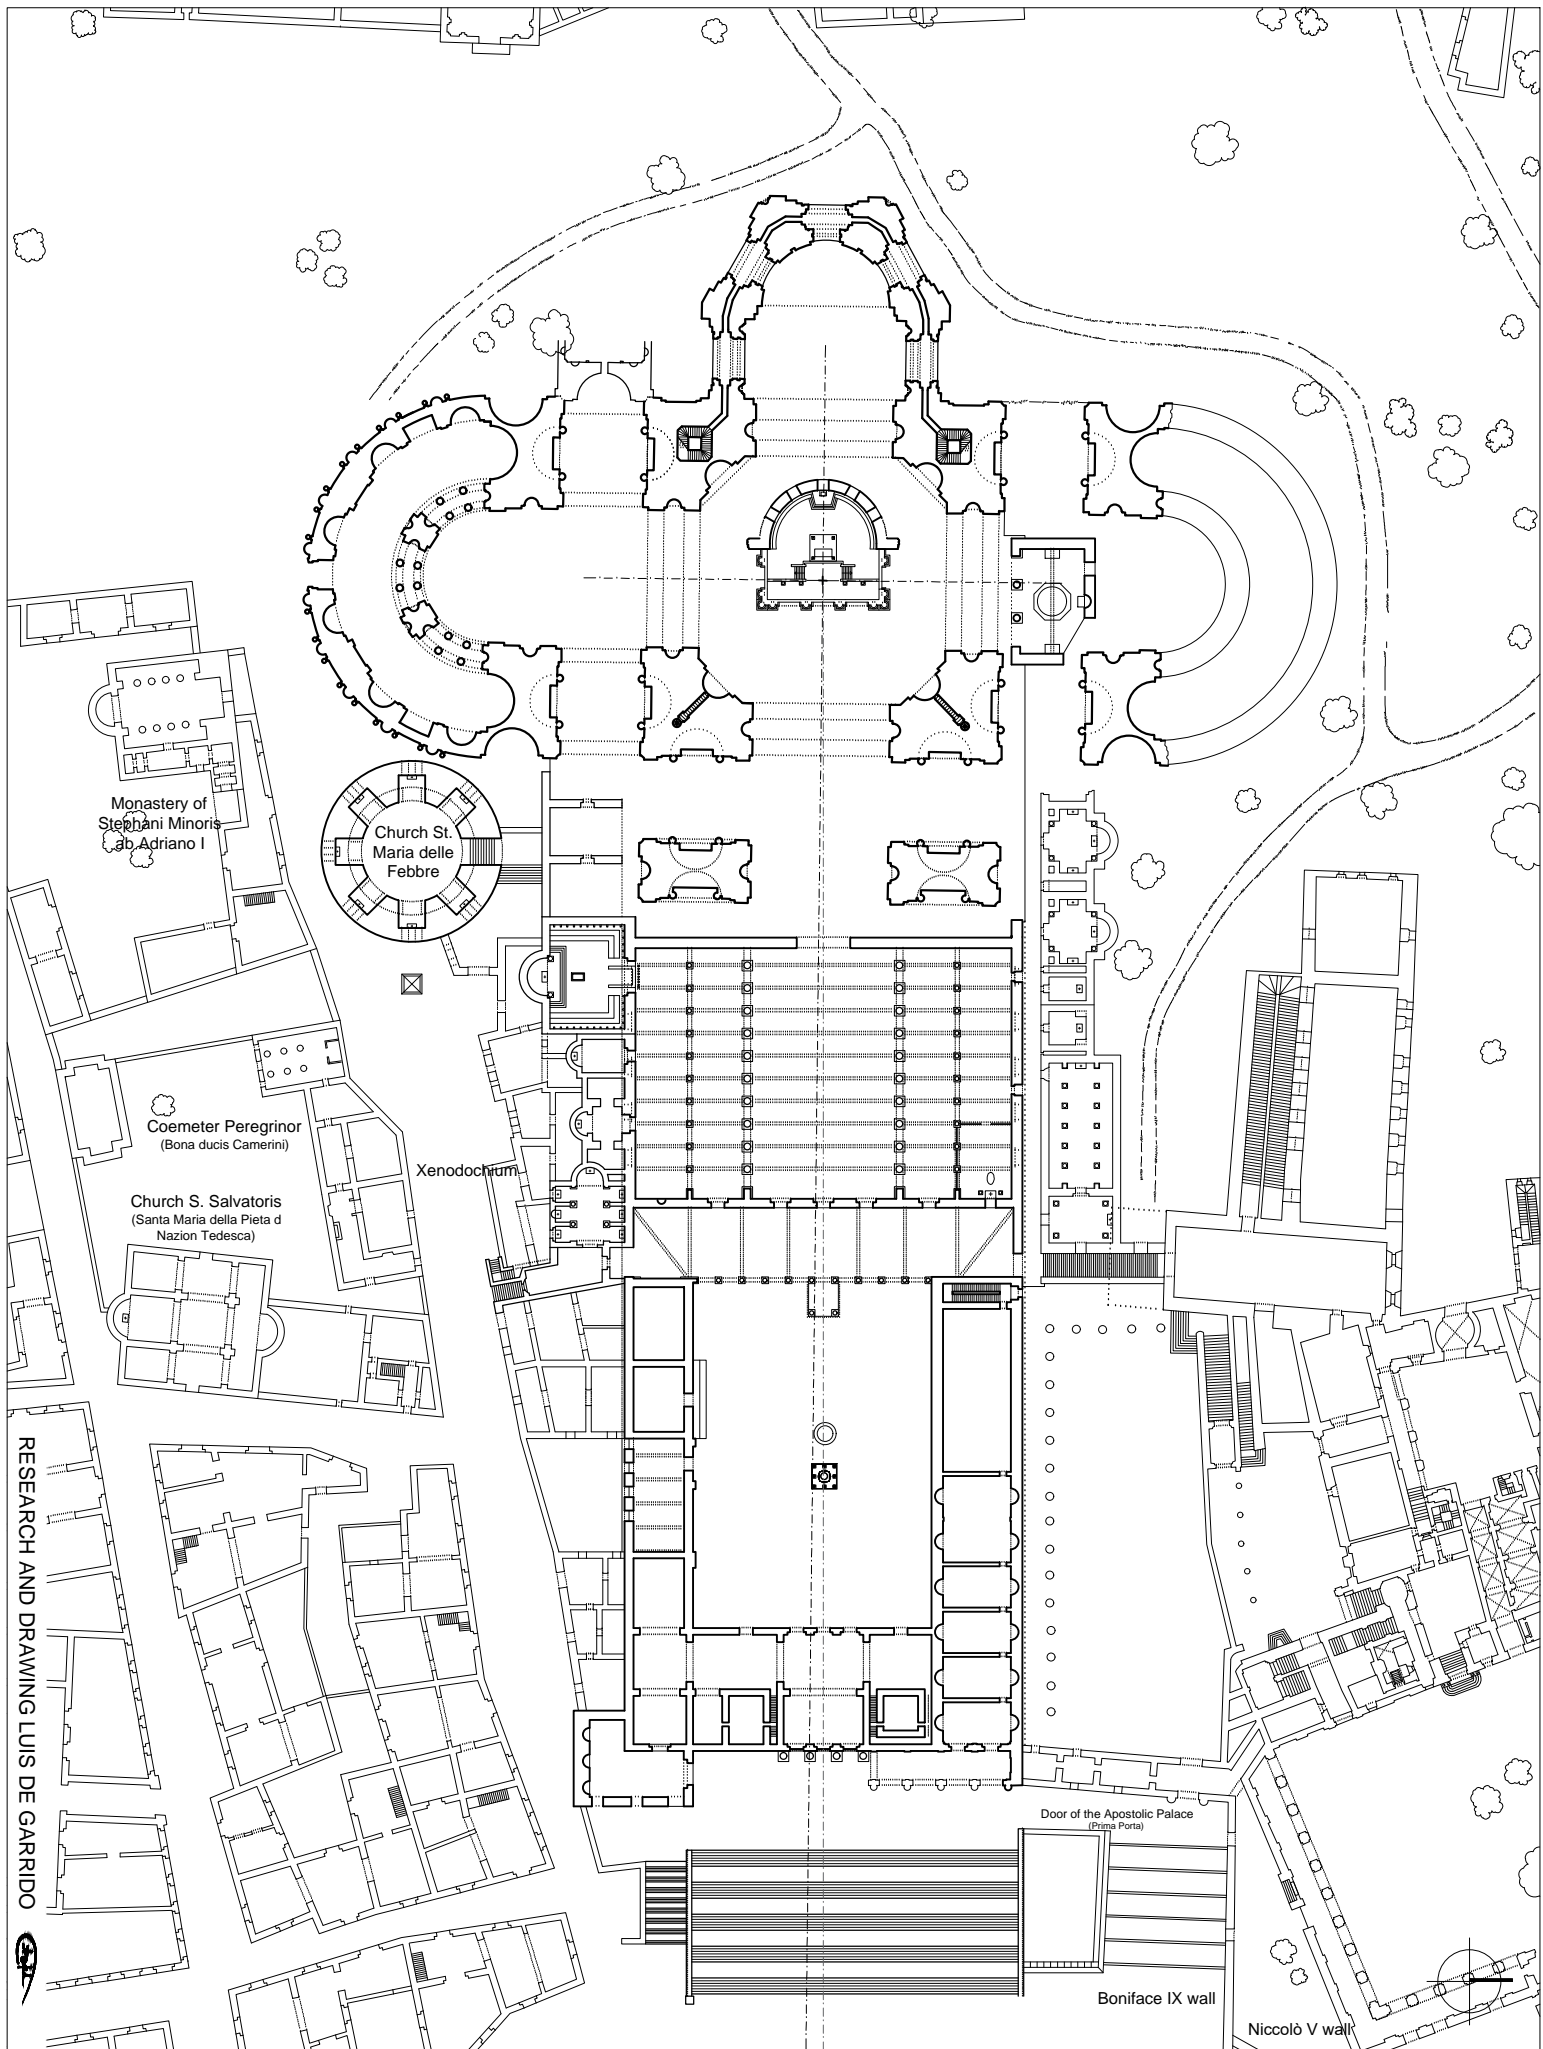 Monastery of
Stephani Minoris
ab Adriano I
Church St.
Maria delle
Febbre
Coemeter Peregrinor
(Bona ducis Camerini)
Xenodochium
Church S. Salvatoris
(Santa Maria della Pieta d
Nazion Tedesca)
RESEARCH AND DRAWING LUIS DE GARRIDO
Door of the Apostolic Palace
(Prima Porta)
Boniface IX wall
Niccolò V wall